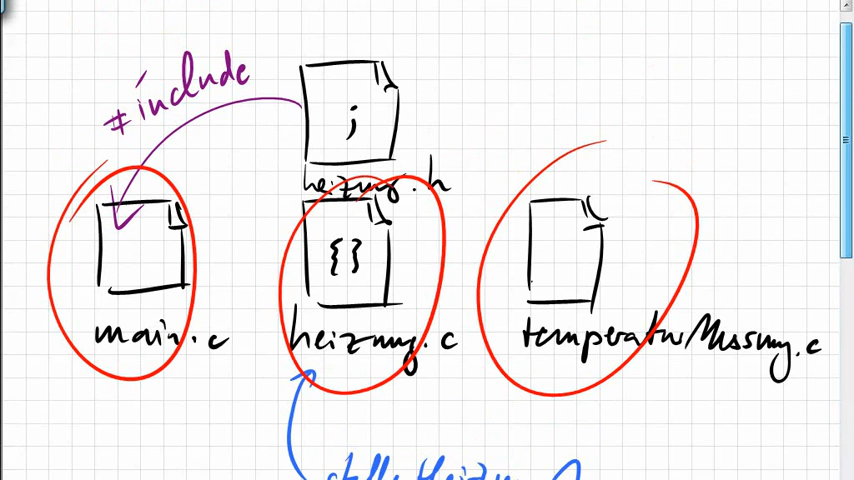 #include
;
heizung.h
{}
main.c
heizung.c
temperaturMessung.c